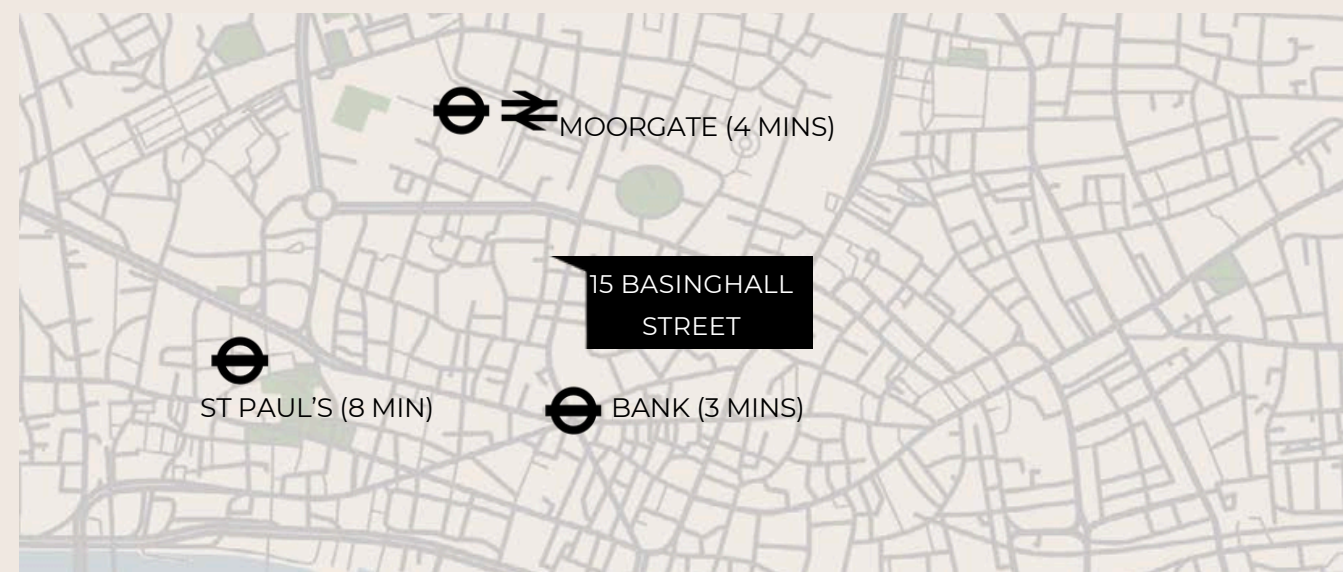 MOORGATE (4 MINS)
15 BASINGHALL
STREET
ST PAUL'S (8 MIN)
BANK (3 MINS)